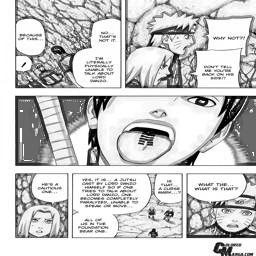 WHY NOT?!
DON'T TELL
ME YOU'RE
BACK ON HIS
SIDE!?
NO...
THAT'S
NOT IT.
I'M
LITERALLY
PHYSICALLY
UNABLE TO
TALK ABOUT
LORD
DANZO.
BECAUSE
OF THIS...
WHAT THE...
WHAT IS
THAT?
IS
THAT...
A CURSE
MARK...?
YES, IT IS... A JUTSU
CAST BY LORD DANZO
HIMSELF SO IF ONE
TRIES TO TALK ABOUT
LORD DANZO, ONE
BECOMES COMPLETELY
PARALYZED, UNABLE TO
SPEAK OR MOVE.
ALL OF
US IN THE
FOUNDATION
BEAR ONE.
HE'S A
CAUTIOUS
ONE...
COLORED
MANGA.COM